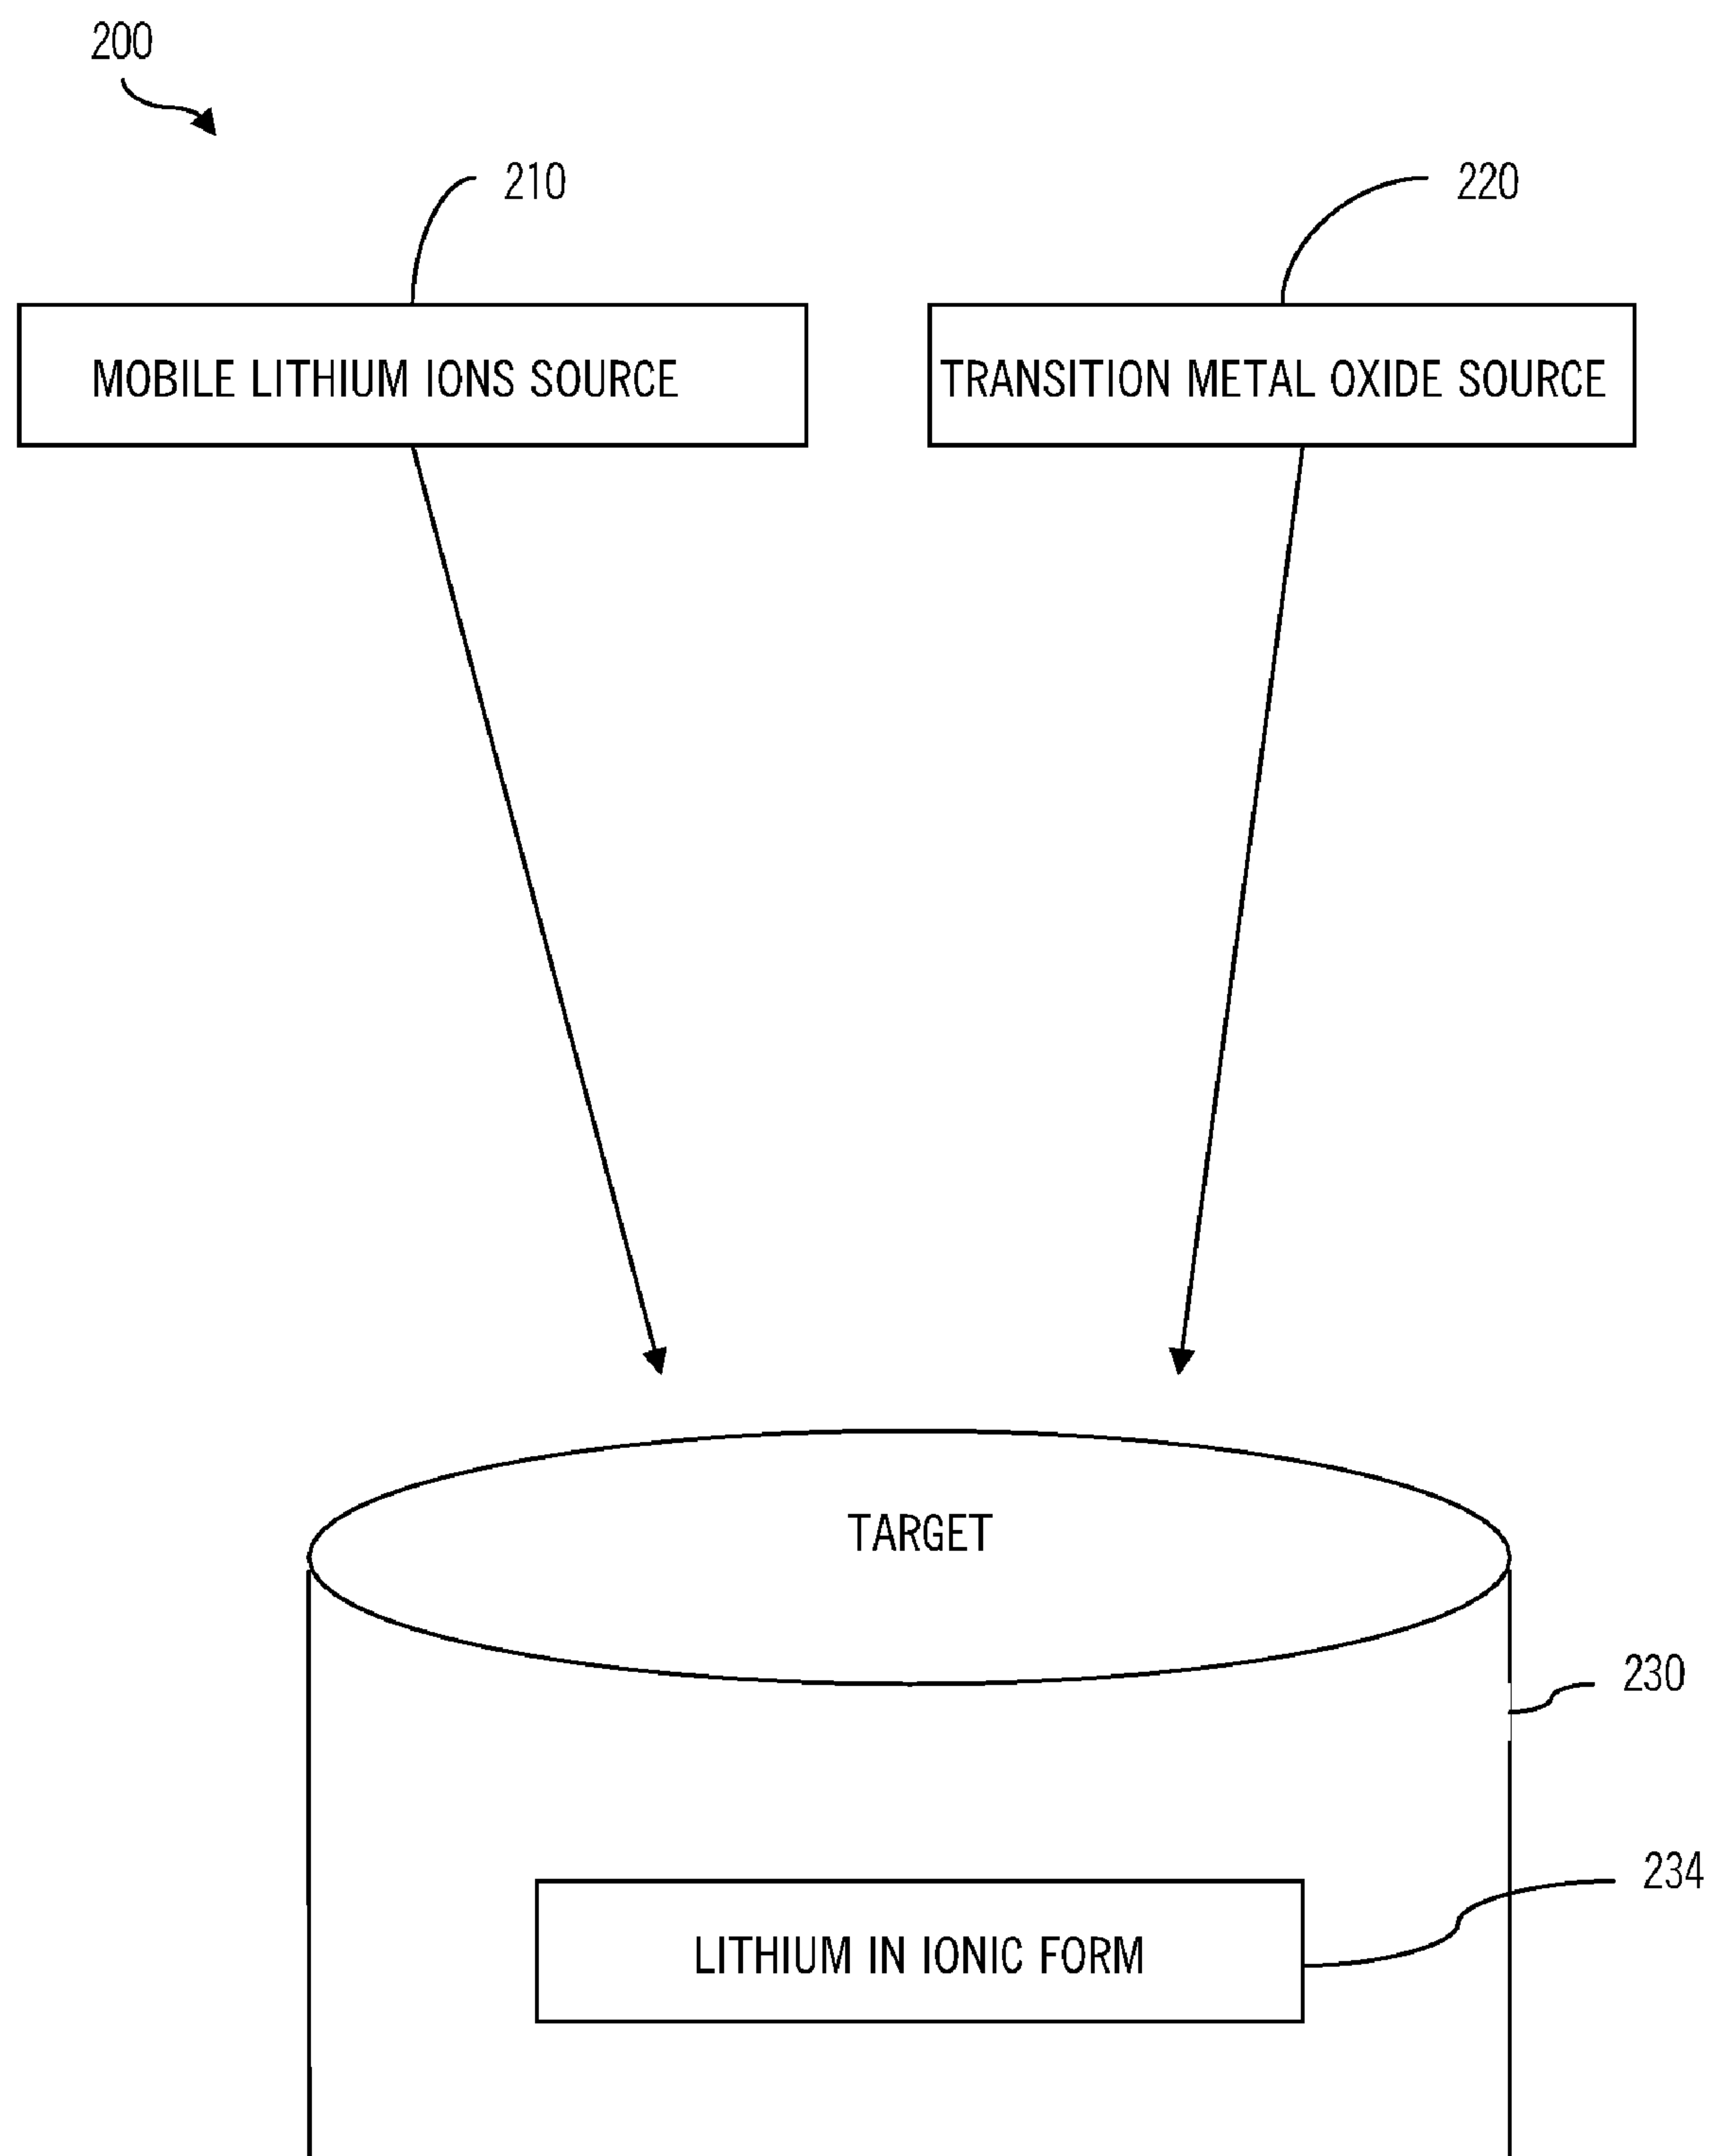 200
210
220
MOBILE LITHIUM IONS SOURCE
TRANSITION METAL OXIDE SOURCE
TARGET
230
234
LITHIUM IN IONIC FORM